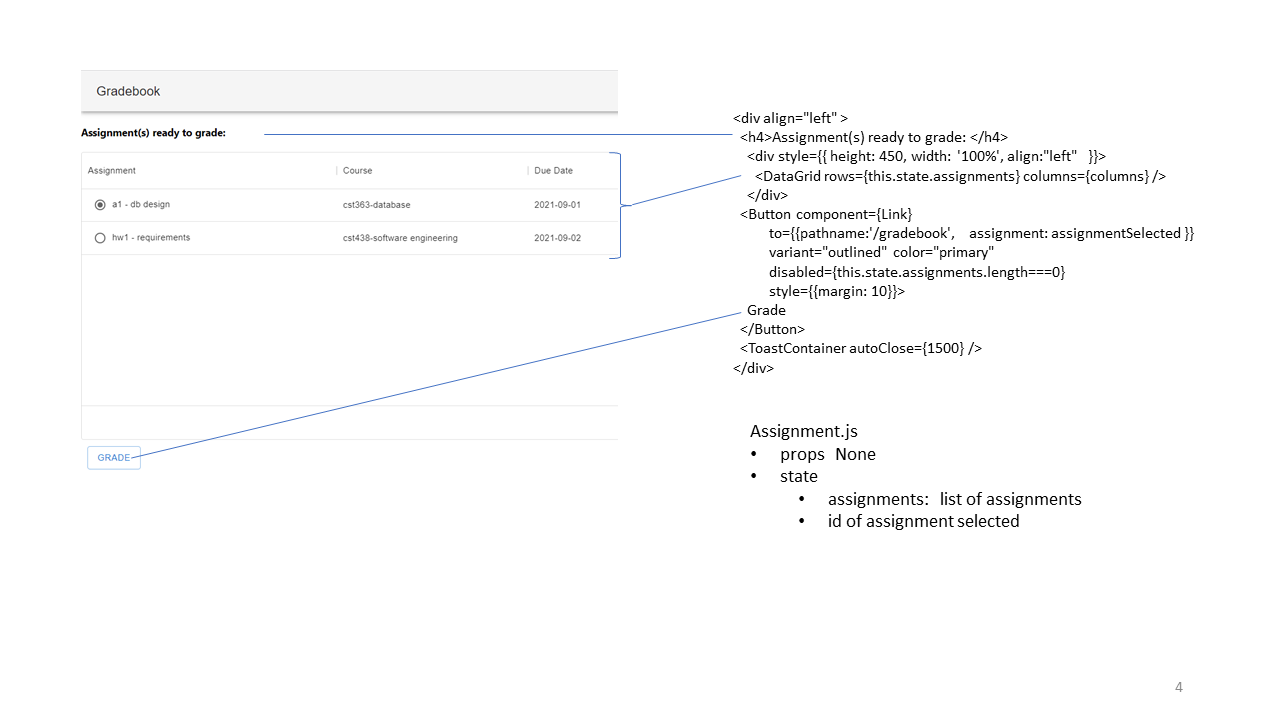 Gradebook
Assignment(s) ready to grade:
Assignment Course Due Date
a1 - db design cst363-database 2021-09-01
hw1 - requirements cst438-software engineering 2021-09-02
GRADE
<div align="left" >
<h4>Assignment(s) ready to grade: </h4>
<div style={{ height: 450, width: '100%', align:"left" }}>
<DataGrid rows={this.state.assignments} columns={columns} />
</div>
<Button component={Link}
to={{pathname:'/gradebook', assignment: assignmentSelected }}
variant="outlined" color="primary"
disabled={this.state.assignments.length===0}
style={{margin: 10}}>
Grade
</Button>
<ToastContainer autoClose={1500} />
</div>
Assignment.js
• props None
• state
• assignments: list of assignments
• id of assignment selected
4